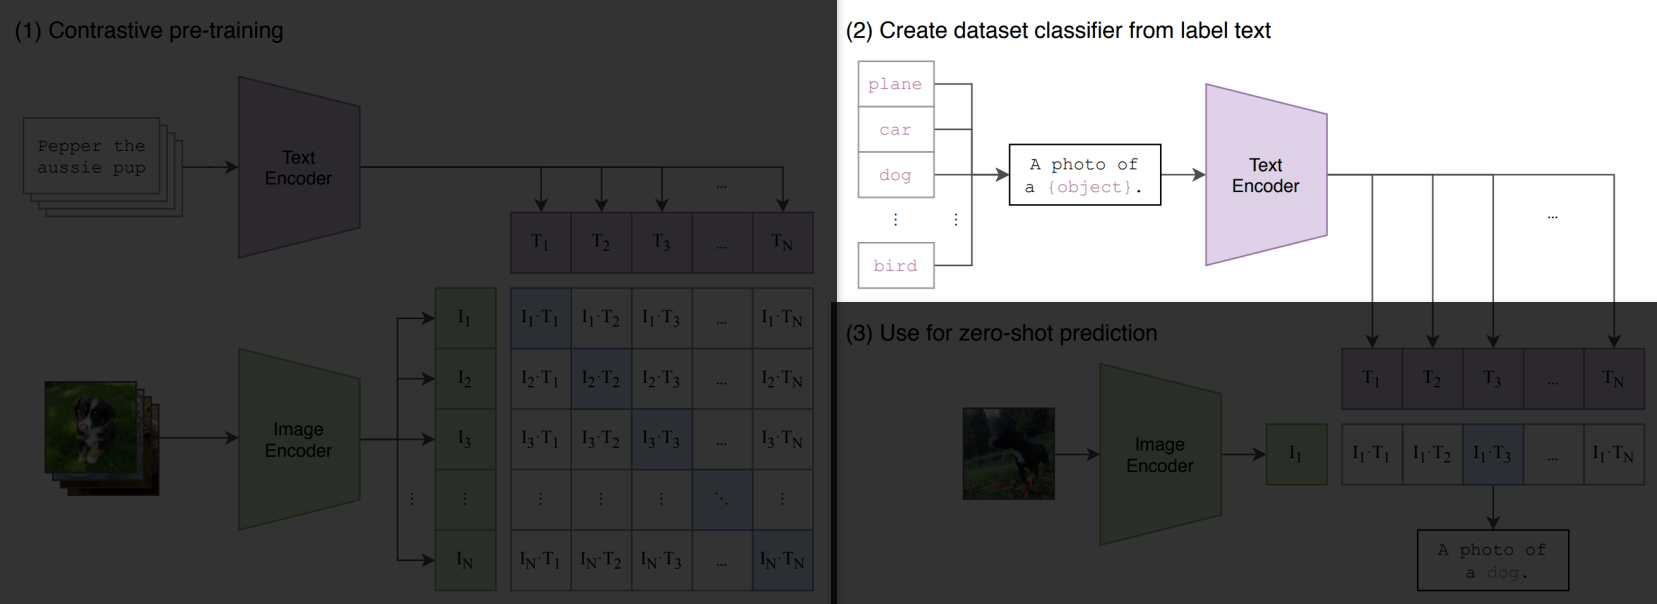 (1) Contrastive pre-training
Pepper the
aussie pup
Text
Encoder
...
T1 T2 T3 ... TN
Image
Encoder
⋮
I1 I1·T1 I1·T2 I1·T3 ... I1·TN
I2 I2·T1 I2·T2 I2·T3 ... I2·TN
I3 I3·T1 I3·T2 I3·T3 ... I3·TN
⋮ ⋮ ⋮ ⋮ ⋱ ⋮
IN IN·T1 IN·T2 IN·T3 ... IN·TN
(2) Create dataset classifier from label text
plane
car
dog
⋮ ⋮
bird
A photo of
a {object}.
Text
Encoder
...
(3) Use for zero-shot prediction
T1 T2 T3 ... TN
Image
Encoder
I1 I1·T1 I1·T2 I1·T3 ... I1·TN
A photo of
a dog.